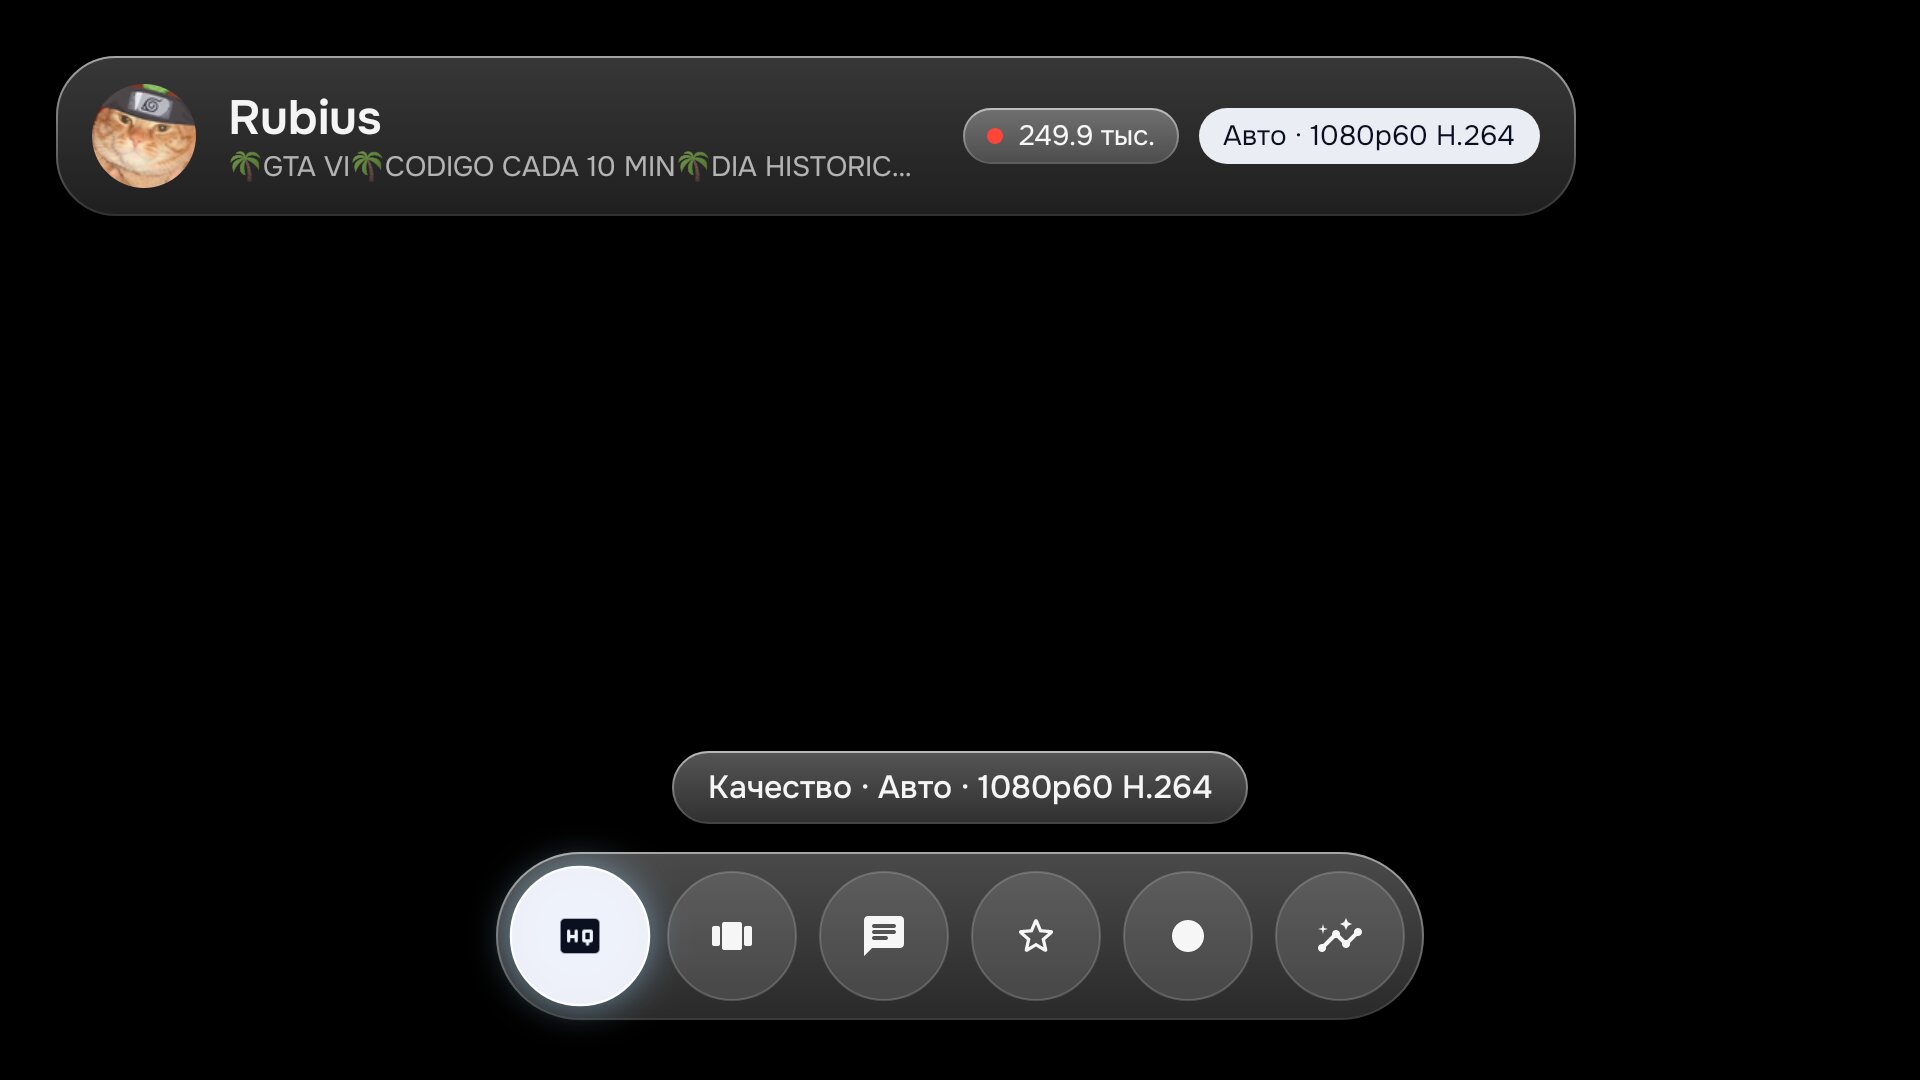 Rubius
🌴GTA VI🌴CODIGO CADA 10 MIN🌴DIA HISTORIC...
249.9 тыс.
Авто · 1080p60 H.264
Качество · Авто · 1080p60 H.264
HQ